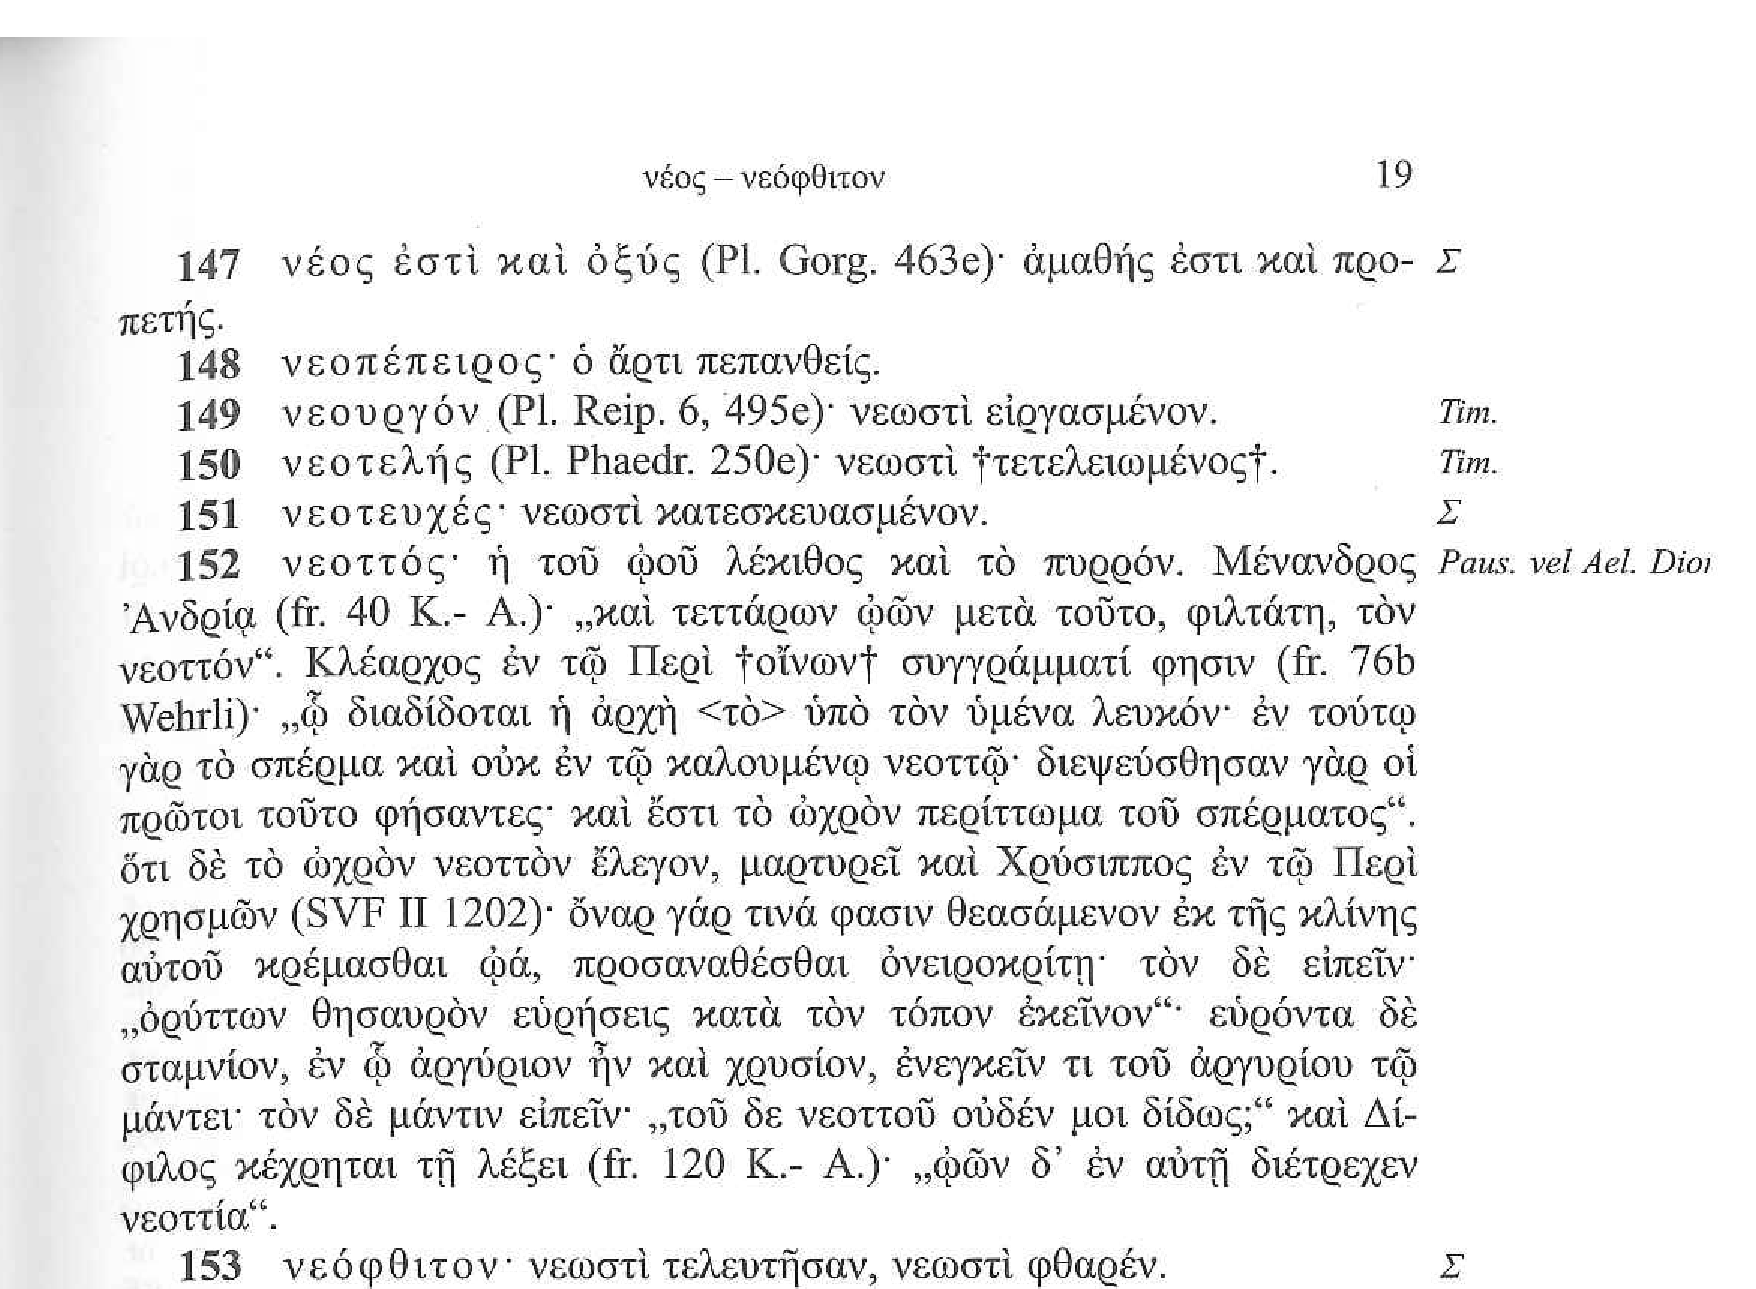 νέος – νεόφθιτον 19
147 νέος ἐστὶ καὶ ὀξύς (Pl. Gorg. 463e)· ἀμαθής ἐστι καὶ προ- Σ
πετής.
148 νεοπέπειρος· ὁ ἄρτι πεπανθείς.
149 νεουργόν (Pl. Reip. 6, 495e)· νεωστὶ εἰργασμένον. Tim.
150 νεοτελής (Pl. Phaedr. 250e)· νεωστὶ †τετελειωμένος†. Tim.
151 νεοτευχές· νεωστὶ κατεσκευασμένον. Σ
152 νεοττός· ἡ τοῦ ᾠοῦ λέκιθος καὶ τὸ πυρρόν. Μένανδρος Paus. vel Ael. Dion
Ἀνδρίᾳ (fr. 40 K.- A.)· „καὶ τεττάρων ᾠῶν μετὰ τοῦτο, φιλτάτη, τὸν
νεοττόν“. Κλέαρχος ἐν τῷ Περὶ †οἴνων† συγγράμματί φησιν (fr. 76b
Wehrli)· „ᾧ διαδίδοται ἡ ἀρχὴ <τὸ> ὑπὸ τὸν ὑμένα λευκόν· ἐν τούτῳ
γὰρ τὸ σπέρμα καὶ οὐκ ἐν τῷ καλουμένῳ νεοττῷ· διεψεύσθησαν γὰρ οἱ
πρῶτοι τοῦτο φήσαντες· καὶ ἔστι τὸ ὠχρὸν περίττωμα τοῦ σπέρματος“.
ὅτι δὲ τὸ ὠχρὸν νεοττὸν ἔλεγον, μαρτυρεῖ καὶ Χρύσιππος ἐν τῷ Περὶ
χρησμῶν (SVF II 1202)· ὄναρ γάρ τινά φασιν θεασάμενον ἐκ τῆς κλίνης
αὐτοῦ κρέμασθαι ᾠά, προσαναθέσθαι ὀνειροκρίτῃ· τὸν δὲ εἰπεῖν·
„ὀρύττων θησαυρὸν εὑρήσεις κατὰ τὸν τόπον ἐκεῖνον“· εὑρόντα δὲ
σταμνίον, ἐν ᾧ ἀργύριον ἦν καὶ χρυσίον, ἐνεγκεῖν τι τοῦ ἀργυρίου τῷ
μάντει· τὸν δὲ μάντιν εἰπεῖν· „τοῦ δε νεοττοῦ οὐδέν μοι δίδως;“ καὶ Δί-
φιλος κέχρηται τῇ λέξει (fr. 120 K.- A.)· „ᾠῶν δ’ ἐν αὐτῇ διέτρεχεν
νεοττία“.
153 νεόφθιτον· νεωστὶ τελευτῆσαν, νεωστὶ φθαρέν. Σ